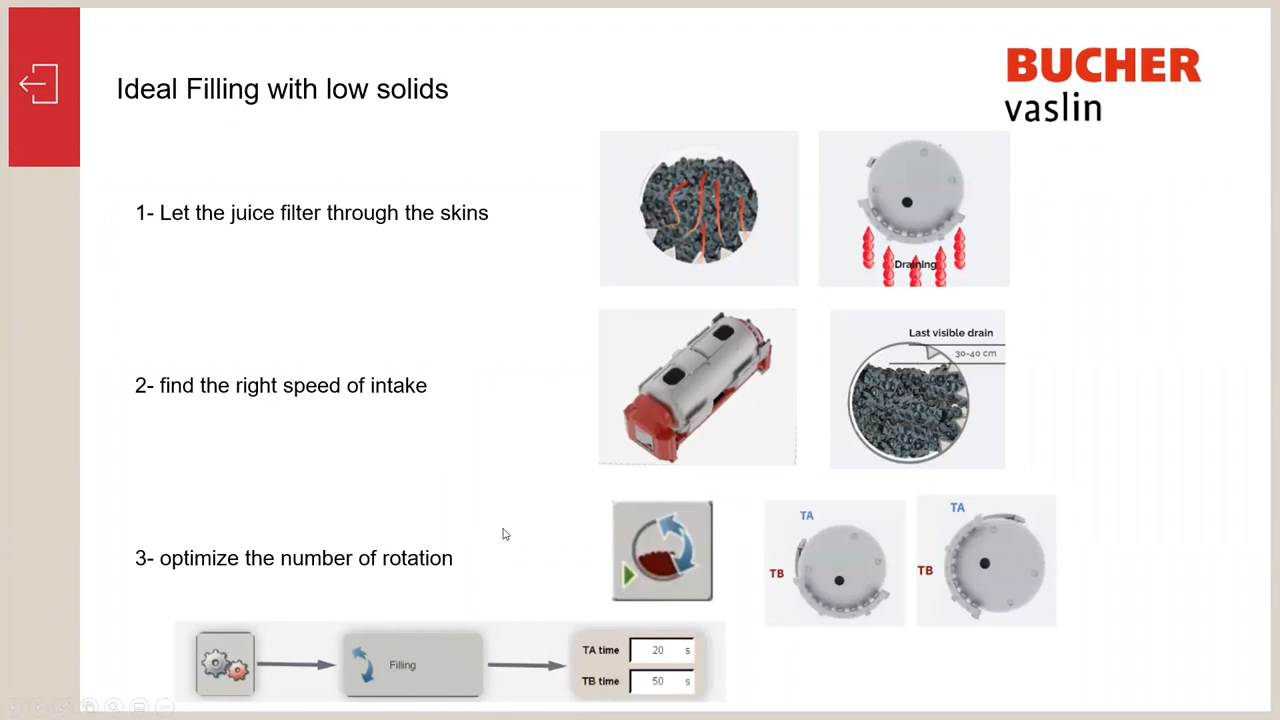 BUCHER
vaslin
Ideal Filling with low solids
1- Let the juice filter through the skins
Draining
2- find the right speed of intake
Last visible drain
30-40 cm
3- optimize the number of rotation
TA
TB
TA
TB
Filling
TA time 20 s
TB time 50 s